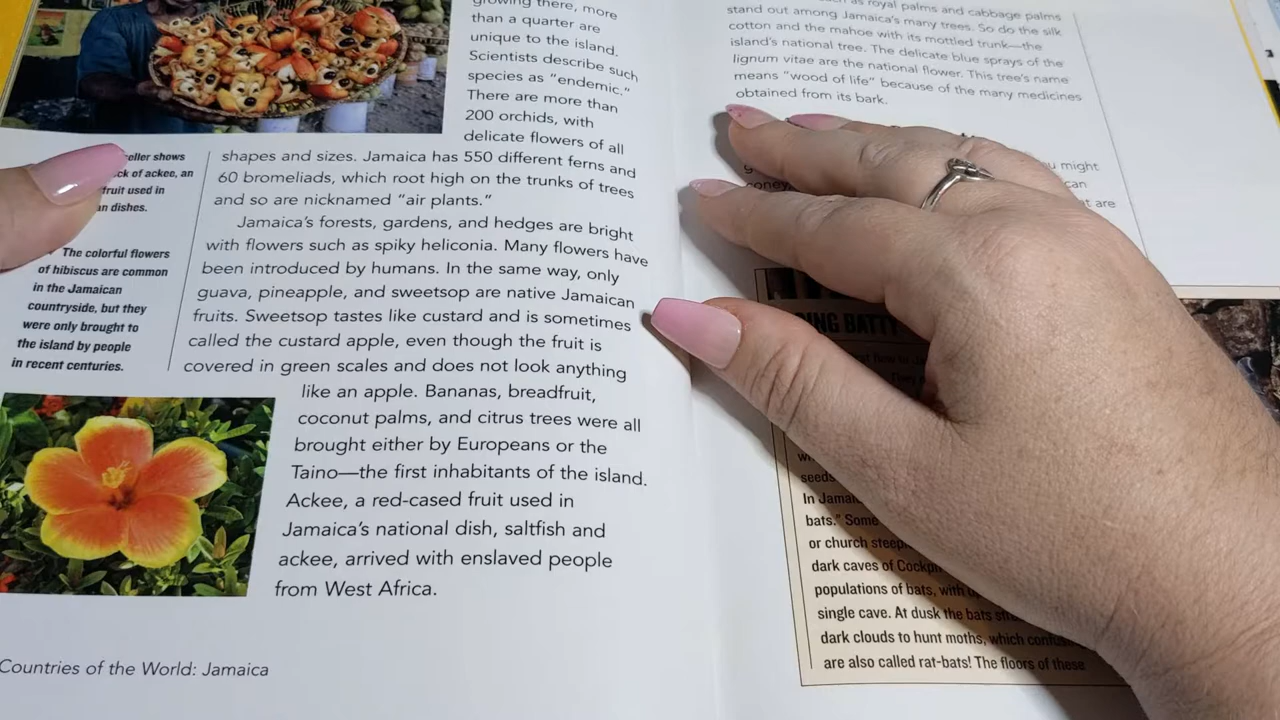 growing there, more
than a quarter are
unique to the island.
Scientists describe such
species as "endemic."
There are more than
200 orchids, with
delicate flowers of all
shapes and sizes. Jamaica has 550 different ferns and
60 bromeliads, which root high on the trunks of trees
and so are nicknamed "air plants."
Jamaica's forests, gardens, and hedges are bright
with flowers such as spiky heliconia. Many flowers have
been introduced by humans. In the same way, only
guava, pineapple, and sweetsop are native Jamaican
fruits. Sweetsop tastes like custard and is sometimes
called the custard apple, even though the fruit is
covered in green scales and does not look anything
like an apple. Bananas, breadfruit,
coconut palms, and citrus trees were all
brought either by Europeans or the
Taino—the first inhabitants of the island.
Ackee, a red-cased fruit used in
Jamaica's national dish, saltfish and
ackee, arrived with enslaved people
from West Africa.
shows
of ackee, an
fruit used in
dishes.
The colorful flowers
of hibiscus are common
in the Jamaican
countryside, but they
were only brought to
the island by people
in recent centuries.
Countries of the World: Jamaica
as royal palms and cabbage palms
stand out among Jamaica's many trees. So do the silk
cotton and the mahoe with its mottled trunk—the
island's national tree. The delicate blue sprays of the
lignum vitae are the national flower. This tree's name
means "wood of life" because of the many medicines
obtained from its bark.
might
can
are
BATTY
seeds
In
bats." Some
or church
dark caves of
populations of bats, with
single cave. At dusk the bats
dark clouds to hunt moths, which
are also called rat-bats! The floors of these